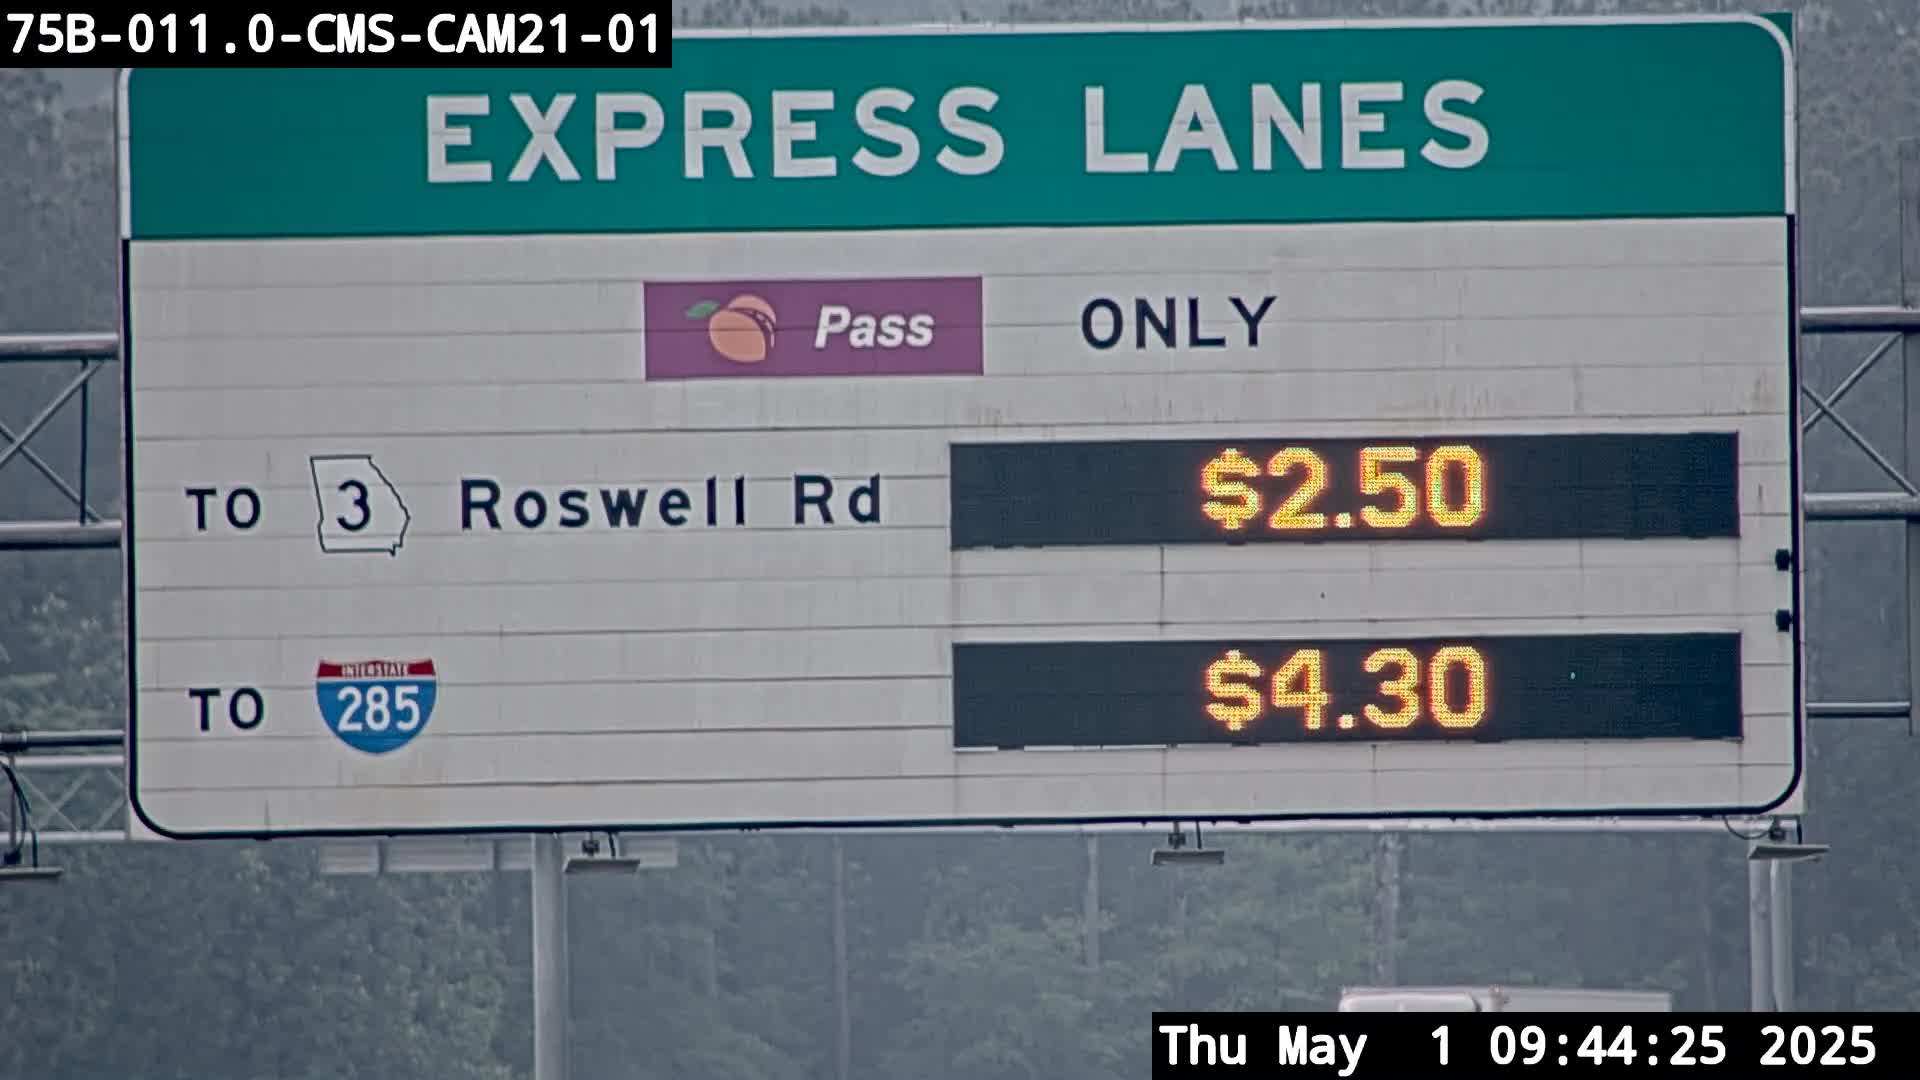 75B-011.0-CMS-CAM21-01
EXPRESS LANES
Pass ONLY
TO 3 Roswell Rd $2.50
INTERSTATE
TO 285 $4.30
Thu May 1 09:44:25 2025